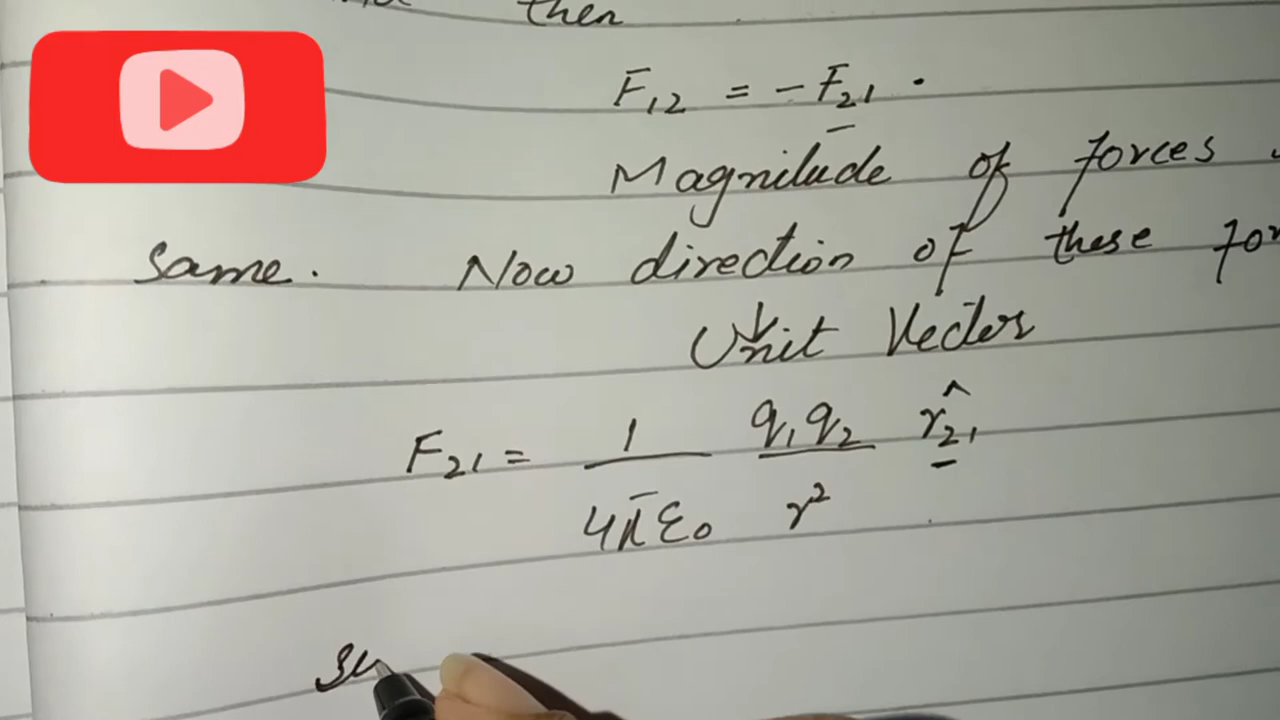 then
F₁₂ = -F₂₁.
Magnitude of forces
same. Now direction of these for
Unit Vector
F₂₁ = 1/4πε₀ q₁q₂/r² r̂₂₁